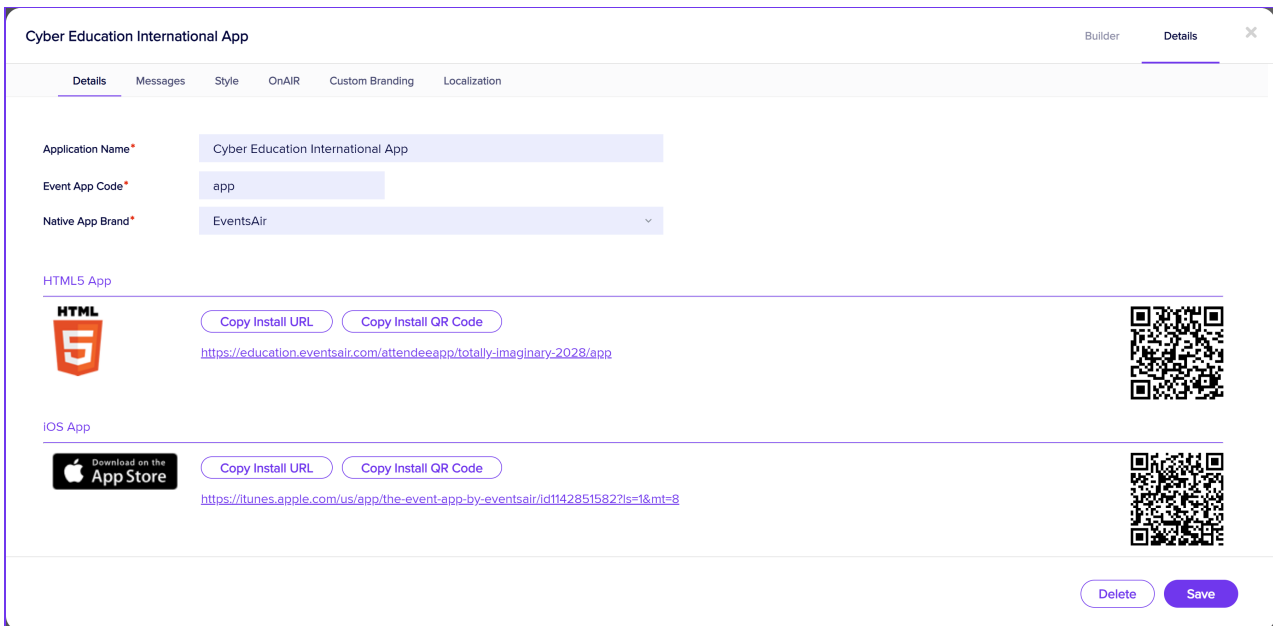 Cyber Education International App
Builder
Details
×
Details
Messages
Style
OnAIR
Custom Branding
Localization
Application Name*
Cyber Education International App
Event App Code*
app
Native App Brand*
EventsAir
HTML5 App
HTML
5
Copy Install URL
Copy Install QR Code
https://education.eventsair.com/attendeeapp/totally-imaginary-2028/app
iOS App
Download on the
App Store
Copy Install URL
Copy Install QR Code
https://itunes.apple.com/us/app/the-event-app-by-eventsair/id1142851582?ls=1&mt=8
Delete
Save